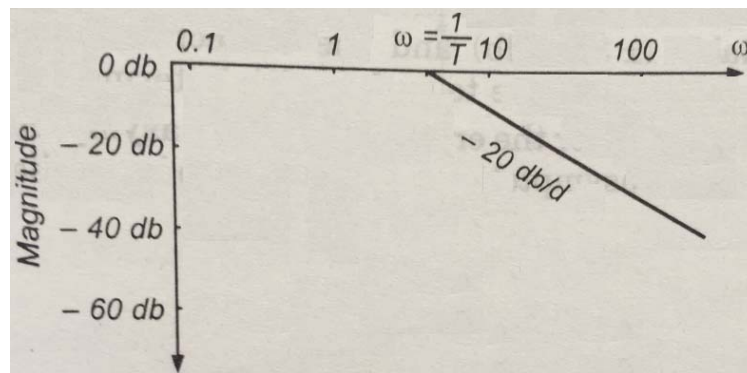 0.1 1 ω = 1/T 10 100 ω
0 db
– 20 db
– 20 db/d
– 40 db
– 60 db
Magnitude